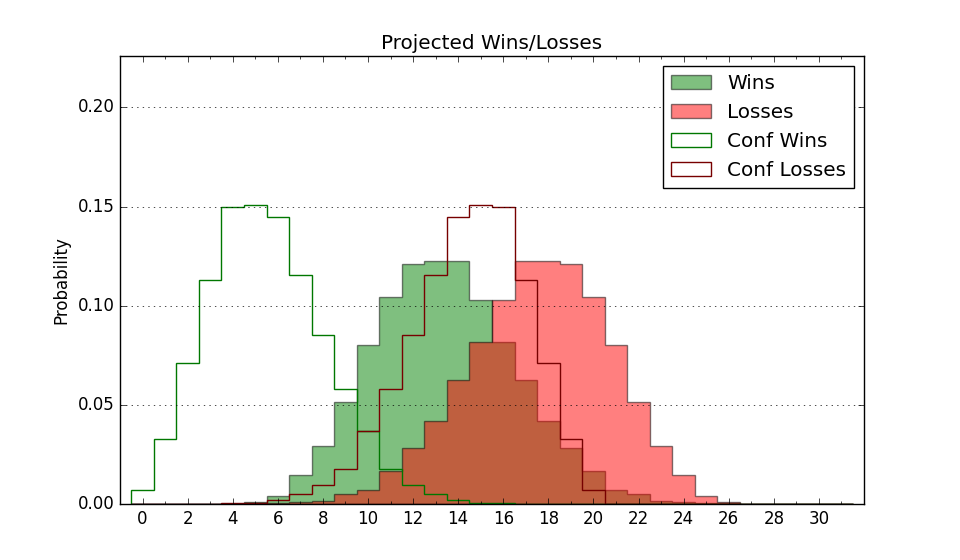 Projected Wins/Losses
Wins
Losses
Conf Wins
Conf Losses
Probability
0.20
0.15
0.10
0.05
0.00
0 2 4 6 8 10 12 14 16 18 20 22 24 26 28 30